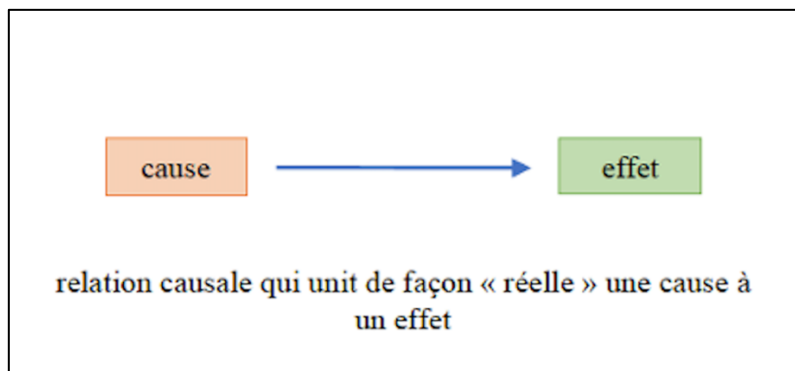 cause
effet
relation causale qui unit de façon « réelle » une cause à
un effet